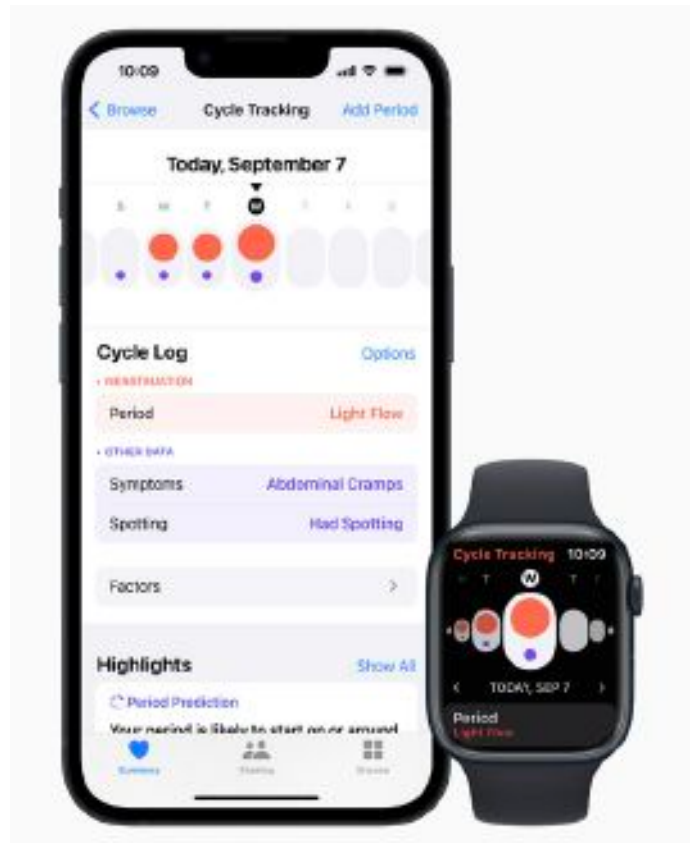 10:09
Browse Cycle Tracking Add Period
Today, September 7
S M T W T F S
Cycle Log Options
MENSTRUATION
Period Light Flow
OTHER DATA
Symptoms Abdominal Cramps
Spotting Had Spotting
Factors
Highlights Show All
Period Prediction
Your period is likely to start on or around
Summary Sharing Browse
Cycle Tracking 10:09
T W T F
TODAY, SEP 7
Period
Light Flow